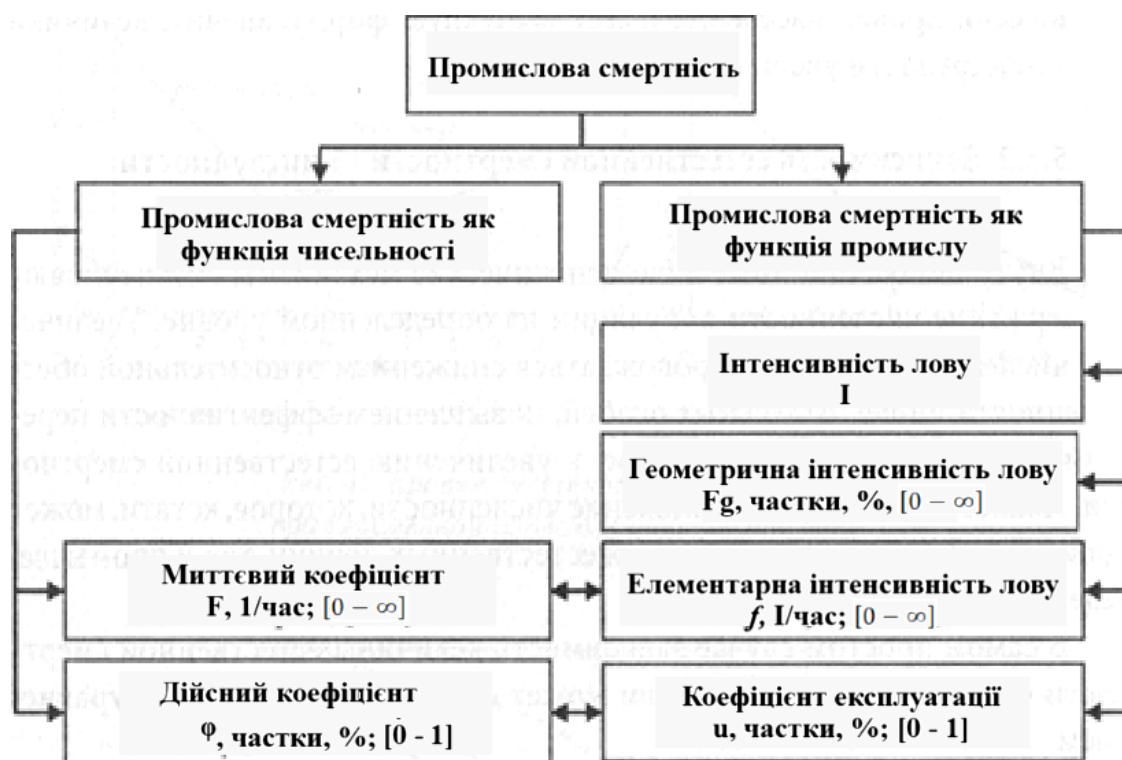 Промислова смертність
Промислова смертність як
функція чисельності
Промислова смертність як
функція промислу
Інтенсивність лову
I
Геометрична інтенсивність лову
Fg, частки, %, [0 – ∞]
Миттєвий коефіцієнт
F, 1/час; [0 – ∞]
Елементарна інтенсивність лову
f, I/час; [0 – ∞]
Дійсний коефіцієнт
φ, частки, %; [0 - 1]
Коефіцієнт експлуатації
u, частки, %; [0 - 1]